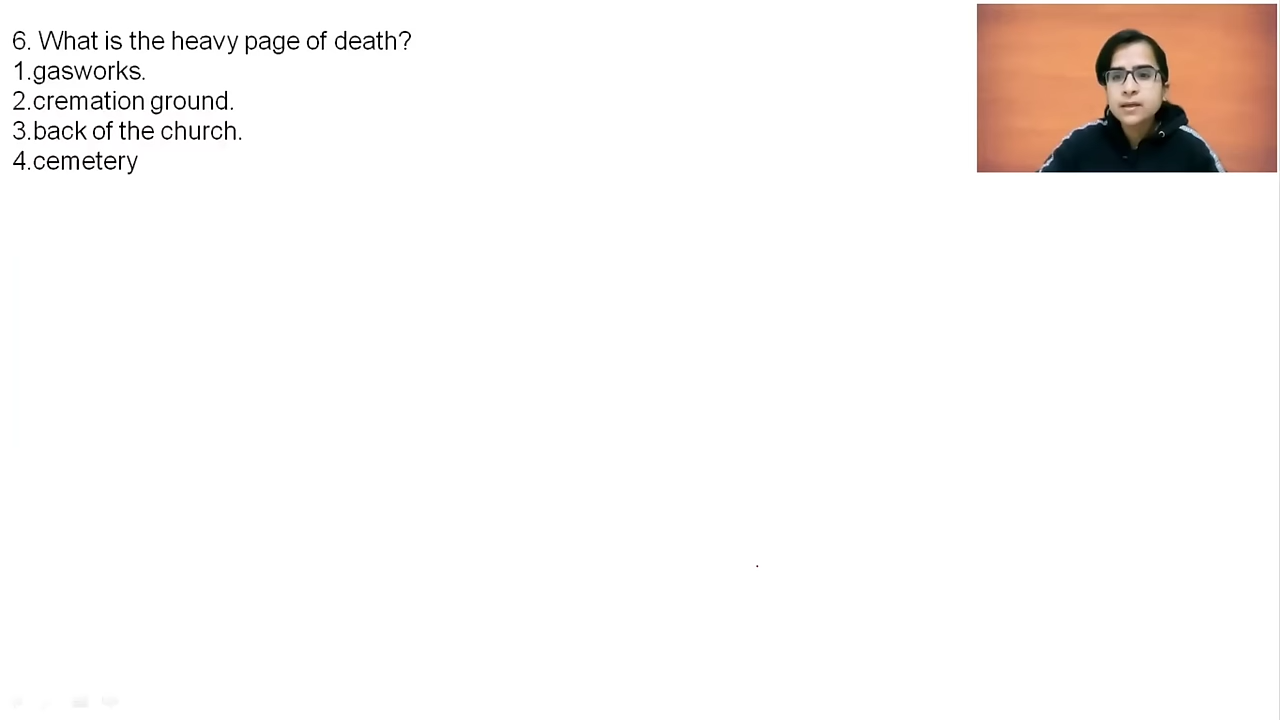 6. What is the heavy page of death?
1.gasworks.
2.cremation ground.
3.back of the church.
4.cemetery